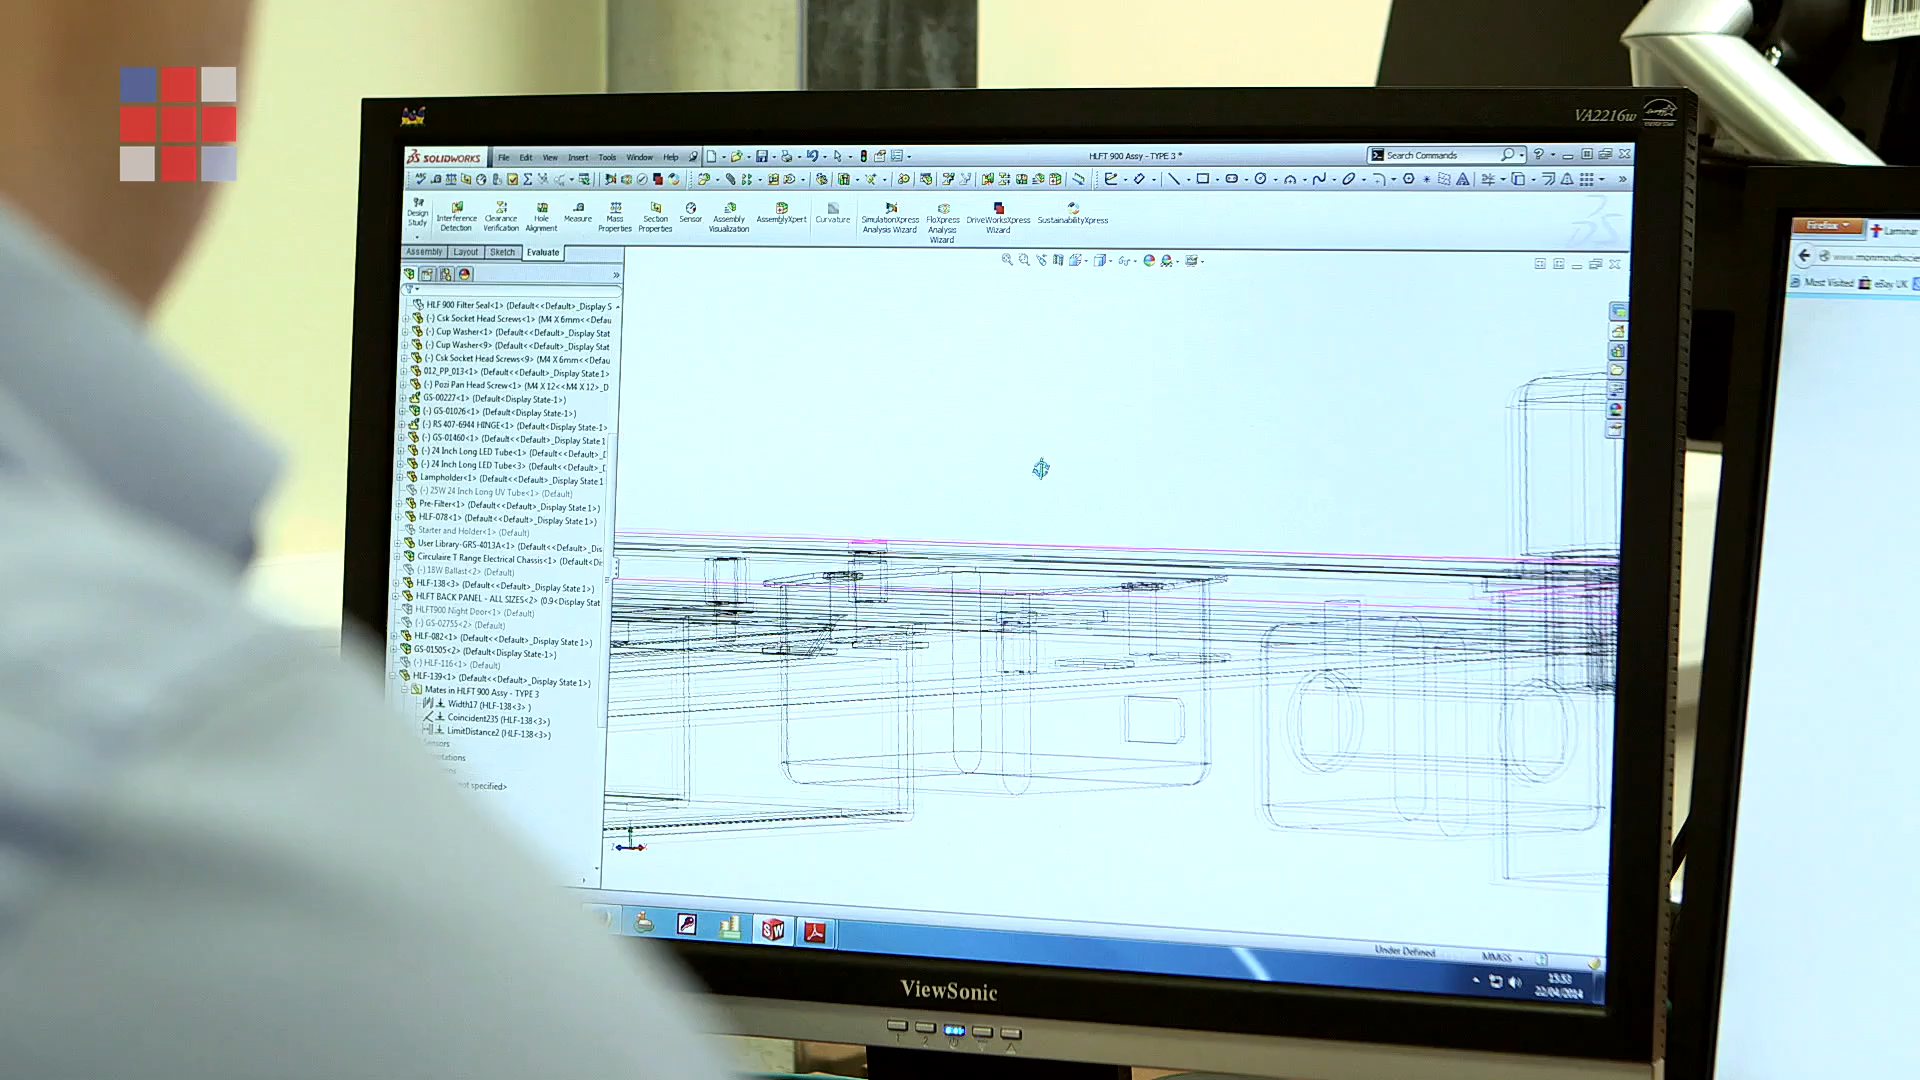 VA2216w
SOLIDWORKS
File Edit View Insert Tools Window Help
HLFT 900 Assy - TYPE 3 *
Search Commands
Design Study
Interference Detection
Clearance Verification
Hole Alignment
Measure
Mass Properties
Section Properties
Sensor
Assembly Visualization
AssemblyXpert
Curvature
SimulationXpress Analysis Wizard
FloXpress Analysis Wizard
DriveWorksXpress Wizard
SustainabilityXpress
Assembly Layout Sketch Evaluate
HLF 900 Filter Seal<1> (Default<<Default>_Display S
(-) Csk Socket Head Screws<1> (M4 X 6mm<<Defau
(-) Cup Washer<1> (Default<<Default>_Display Stat
(-) Cup Washer<9> (Default<<Default>_Display Stat
(-) Csk Socket Head Screws<9> (M4 X 6mm<<Defau
012_PP_013<1> (Default<<Default>_Display State 1>
(-) Pozi Pan Head Screw<1> (M4 X 12<<M4 X 12>_D
GS-00227<1> (Default<Display State-1>)
(-) GS-01026<1> (Default<Display State-1>)
(-) RS 407-6944 HINGE<1> (Default<Display State-1>
(-) GS-01460<1> (Default<<Default>_Display State 1
(-) 24 Inch Long LED Tube<1> (Default<<Default>_[
(-) 24 Inch Long LED Tube<3> (Default<<Default>_[
Lampholder<1> (Default<<Default>_Display State 1
(-) 25W 24 Inch Long UV Tube<1> (Default)
Pre-Filter<1> (Default<<Default>_Display State 1>)
HLF-078<1> (Default<<Default>_Display State 1>)
Starter and Holder<1> (Default)
User Library-GRS-4013A<1> (Default<<Default>_Dis
Circulaire T Range Electrical Chassis<1> (Default<Di
(-) 18W Ballast<2> (Default)
HLF-138<3> (Default<<Default>_Display State 1>)
HLFT BACK PANEL - ALL SIZES<2> (0.9<Display Stat
HLFT900 Night Door<1> (Default)
(-) GS-02755<2> (Default)
HLF-082<1> (Default<<Default>_Display State 1>)
GS-01505<2> (Default<Display State-1>)
(-) HLF-116<1> (Default)
HLF-139<1> (Default<<Default>_Display State 1>)
Mates in HLFT 900 Assy - TYPE 3
Width17 (HLF-138<3>)
Coincident235 (HLF-138<3>)
LimitDistance2 (HLF-138<3>)
ensors
otations
ot specified>
Under Defined
MMGS
15:53
22/04/2014
ViewSonic
1 2
Firefox
Laminar
www.monmouthscie
Most Visited eBay UK